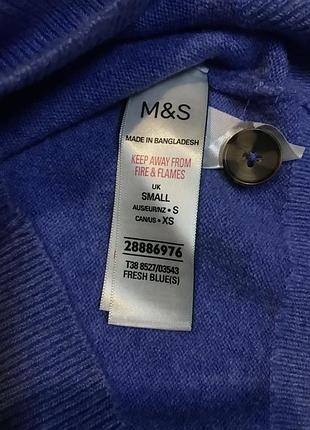 M&S
MADE IN BANGLADESH
KEEP AWAY FROM
FIRE & FLAMES
UK
SMALL
AUS/EUR/NZ • S
CAN/US • XS
28886976
T38 8527/03543
FRESH BLUE(S)